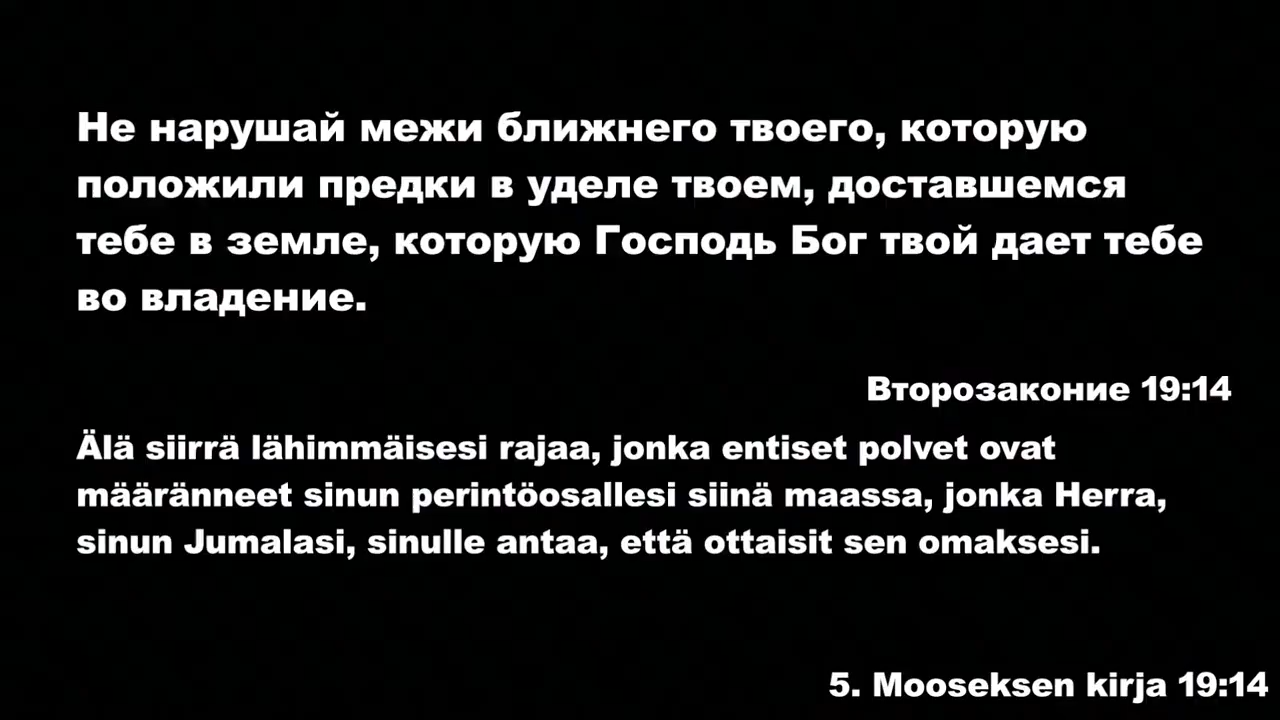 Не нарушай межи ближнего твоего, которую
положили предки в уделе твоем, доставшемся
тебе в земле, которую Господь Бог твой дает тебе
во владение.
Второзаконие 19:14
Älä siirrä lähimmäisesi rajaa, jonka entiset polvet ovat
määränneet sinun perintöosallesi siinä maassa, jonka Herra,
sinun Jumalasi, sinulle antaa, että ottaisit sen omaksesi.
5. Mooseksen kirja 19:14